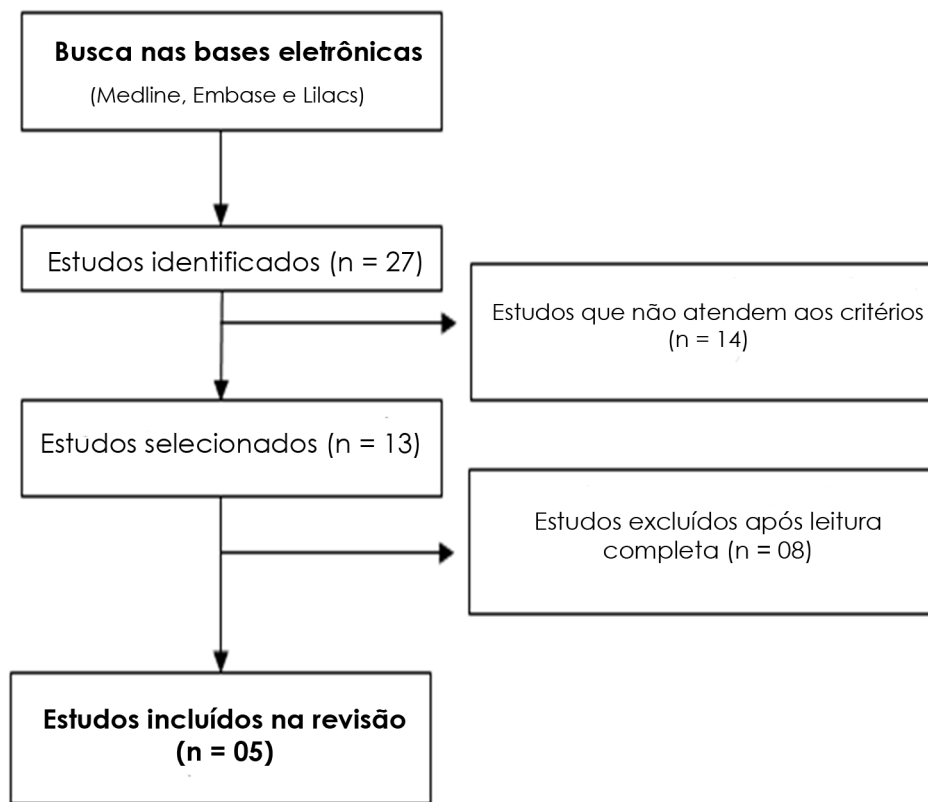 Busca nas bases eletrônicas
(Medline, Embase e Lilacs)
Estudos identificados (n = 27)
Estudos que não atendem aos critérios
(n = 14)
Estudos selecionados (n = 13)
Estudos excluídos após leitura
completa (n = 08)
Estudos incluídos na revisão
(n = 05)